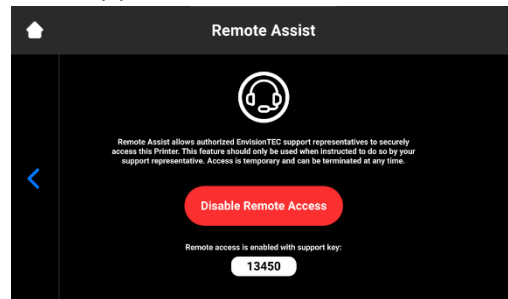 Remote Assist
Remote Assist allows authorized EnvisionTEC support representatives to securely
access this Printer. This feature should only be used when instructed to do so by your
support representative. Access is temporary and can be terminated at any time.
Disable Remote Access
Remote access is enabled with support key:
13450